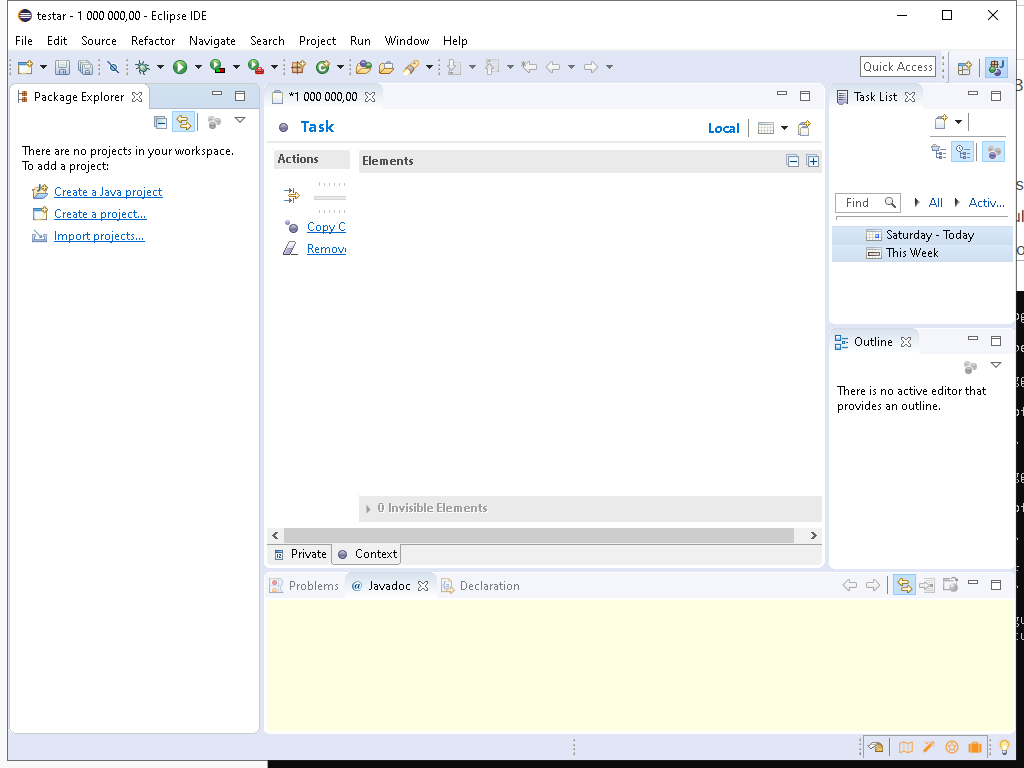 testar - 1 000 000,00 - Eclipse IDE
File Edit Source Refactor Navigate Search Project Run Window Help
Quick Access
Package Explorer
There are no projects in your workspace.
To add a project:
Create a Java project
Create a project...
Import projects...
*1 000 000,00
Task
Local
Actions
Copy C
Remov
Elements
0 Invisible Elements
Private Context
Task List
Find All Activ...
Saturday - Today
This Week
Outline
There is no active editor that
provides an outline.
Problems @ Javadoc Declaration